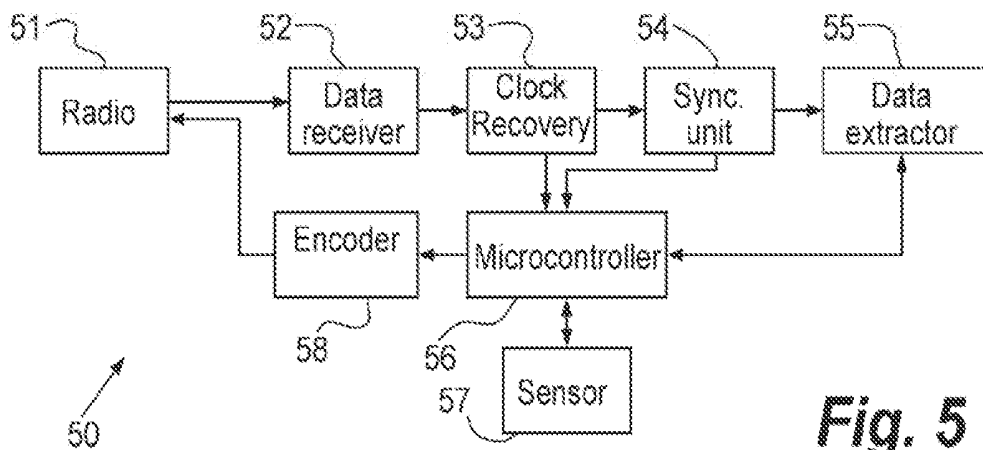 51
52
53
54
55
Radio
Data
receiver
Clock
Recovery
Sync.
unit
Data
extractor
Encoder
Microcontroller
58
56
Sensor
57
50
Fig. 5